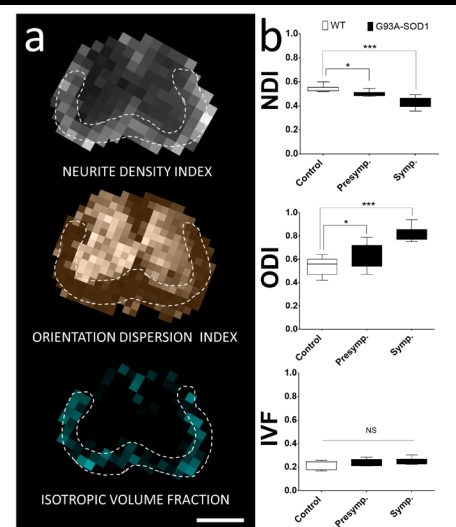 a
NEURITE DENSITY INDEX
ORIENTATION DISPERSION INDEX
ISOTROPIC VOLUME FRACTION
b
WT G93A-SOD1
NDI
1.0
0.8
0.6
0.4
0.2
0.0
***
*
Control Presymp. Symp.
ODI
1.0
0.8
0.6
0.4
0.2
0.0
***
*
Control Presymp. Symp.
IVF
1.0
0.8
0.6
0.4
0.2
0.0
NS
Control Presymp. Symp.